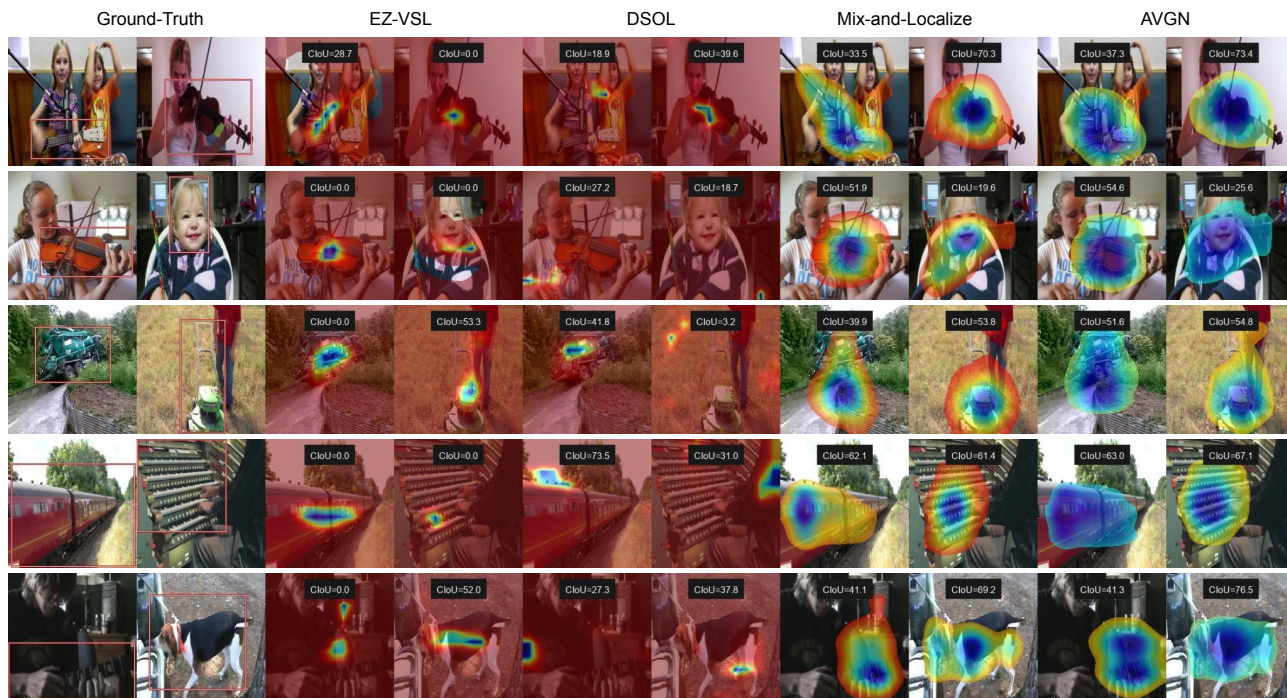 Ground-Truth EZ-VSL DSOL Mix-and-Localize AVGN
CIoU=28.7 CIoU=0.0 CIoU=18.9 CIoU=39.6 CIoU=33.5 CIoU=70.3 CIoU=37.3 CIoU=73.4
CIoU=0.0 CIoU=0.0 CIoU=27.2 CIoU=18.7 CIoU=51.9 CIoU=19.6 CIoU=54.6 CIoU=25.6
CIoU=0.0 CIoU=53.3 CIoU=41.8 CIoU=3.2 CIoU=39.9 CIoU=53.8 CIoU=51.6 CIoU=54.8
CIoU=0.0 CIoU=0.0 CIoU=73.5 CIoU=31.0 CIoU=62.1 CIoU=61.4 CIoU=63.0 CIoU=67.1
CIoU=0.0 CIoU=52.0 CIoU=27.3 CIoU=37.8 CIoU=41.1 CIoU=69.2 CIoU=41.3 CIoU=76.5